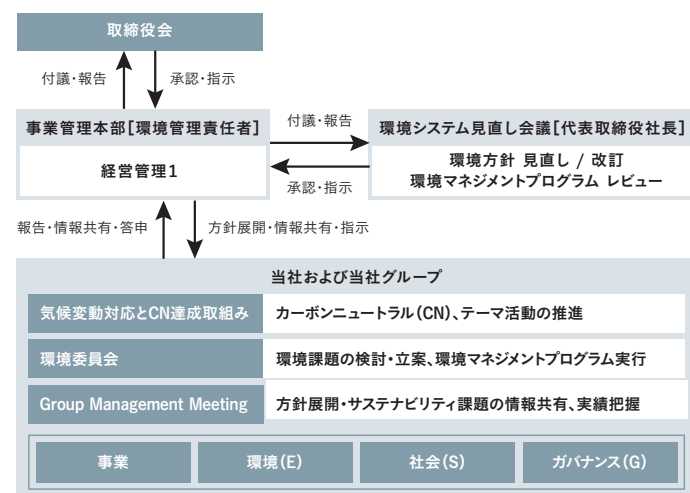 取締役会
付議・報告
承認・指示
事業管理本部[環境管理責任者]
経営管理1
付議・報告
承認・指示
環境システム見直し会議[代表取締役社長]
環境方針 見直し / 改訂
環境マネジメントプログラム レビュー
報告・情報共有・答申
方針展開・情報共有・指示
当社および当社グループ
気候変動対応とCN達成取組み
カーボンニュートラル(CN)、テーマ活動の推進
環境委員会
環境課題の検討・立案、環境マネジメントプログラム実行
Group Management Meeting
方針展開・サステナビリティ課題の情報共有、実績把握
事業
環境(E)
社会(S)
ガバナンス(G)